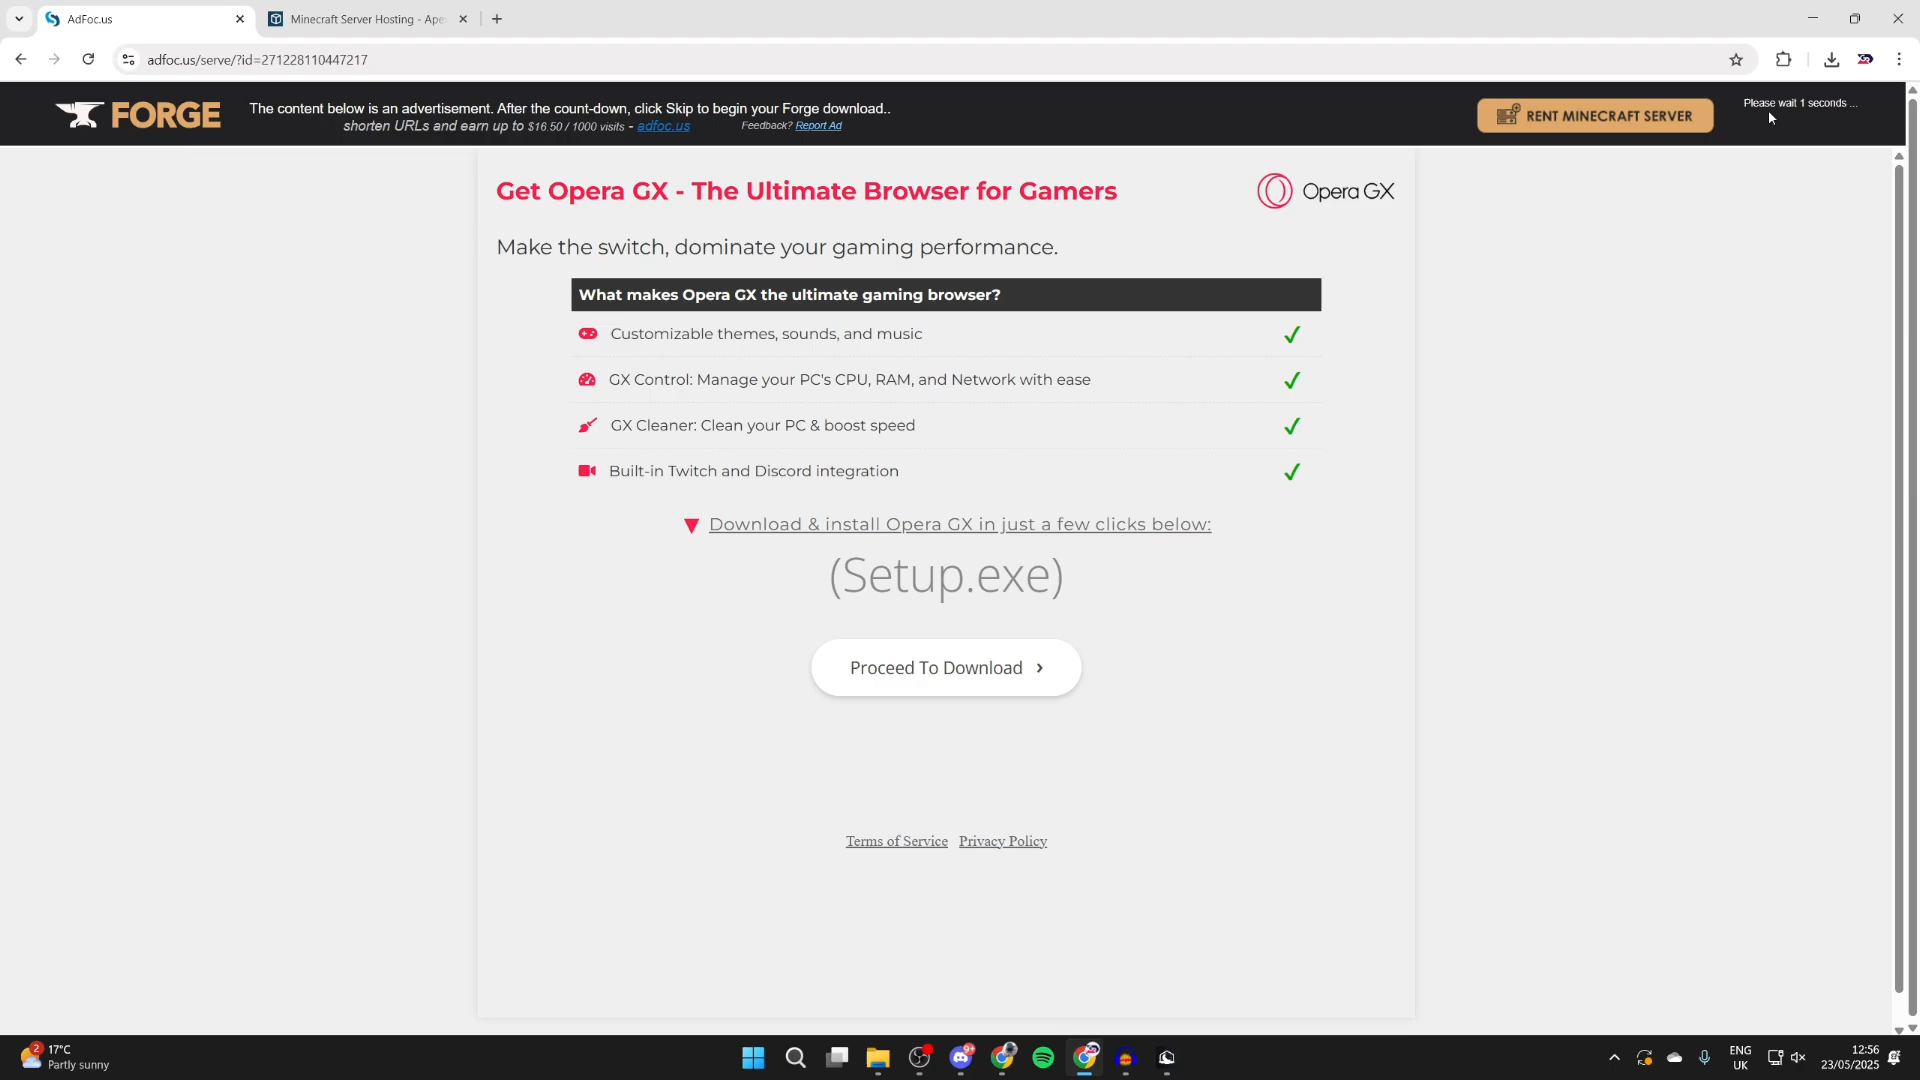 AdFoc.us
Minecraft Server Hosting - Ape
adfoc.us/serve/?id=271228110447217
FORGE
The content below is an advertisement. After the count-down, click Skip to begin your Forge download..
shorten URLs and earn up to $16.50 / 1000 visits - adfoc.us
Feedback? Report Ad
RENT MINECRAFT SERVER
Please wait 1 seconds ...
Get Opera GX - The Ultimate Browser for Gamers
Opera GX
Make the switch, dominate your gaming performance.
What makes Opera GX the ultimate gaming browser?
Customizable themes, sounds, and music
GX Control: Manage your PC's CPU, RAM, and Network with ease
GX Cleaner: Clean your PC & boost speed
Built-in Twitch and Discord integration
Download & install Opera GX in just a few clicks below:
(Setup.exe)
Proceed To Download ›
Terms of Service Privacy Policy
2
17°C
Partly sunny
9+
ENG
UK
12:56
23/05/2025